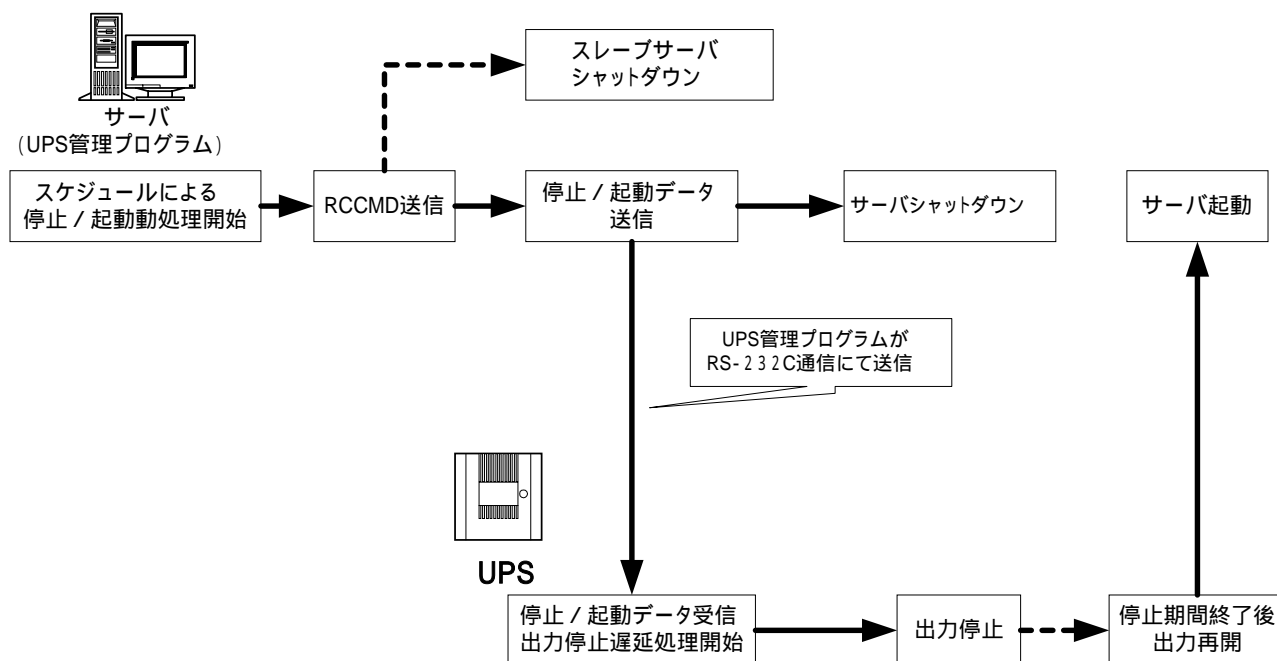 スレーブサーバ
シャットダウン
サーバ
(UPS管理プログラム)
スケジュールによる
停止 / 起動動処理開始
RCCMD送信
停止 / 起動データ
送信
サーバシャットダウン
サーバ起動
UPS管理プログラムが
RS-232C通信にて送信
UPS
停止 / 起動データ受信
出力停止遅延処理開始
出力停止
停止期間終了後
出力再開